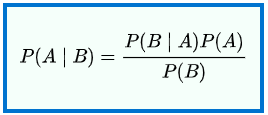 P(A | B) = P(B | A)P(A) / P(B)